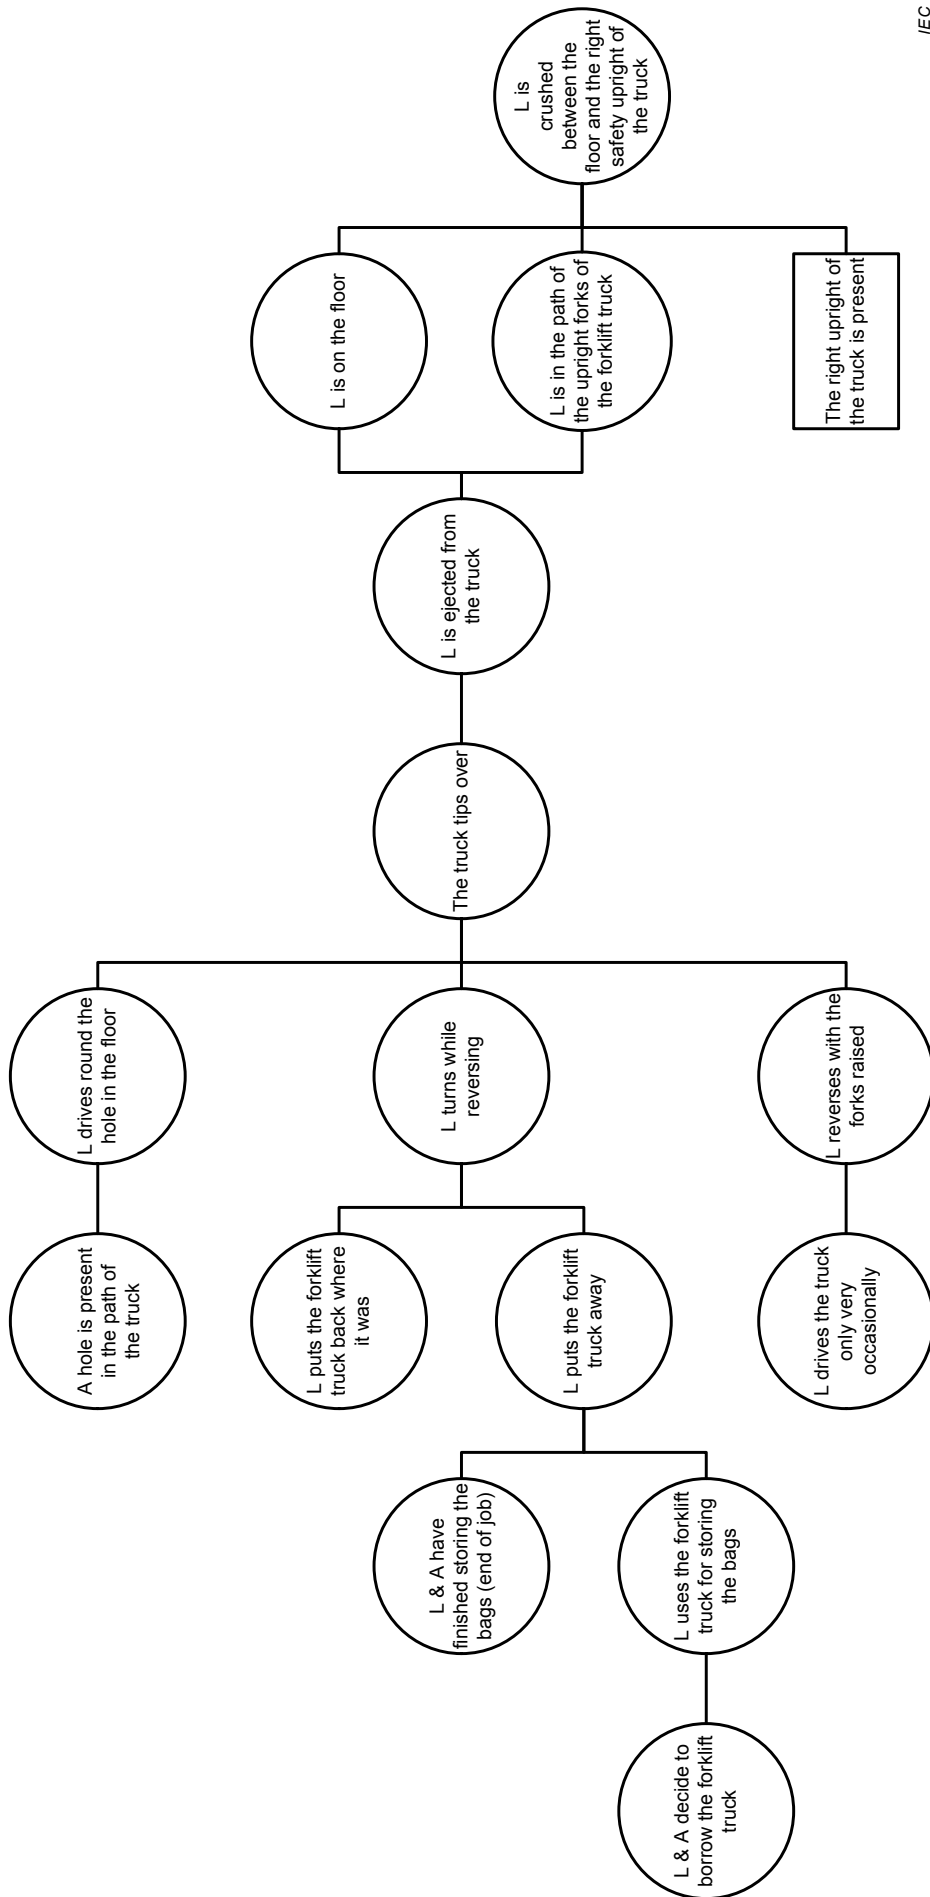 L is
crushed
between the
floor and the right
safety upright of
the truck
L is on the floor
L is in the path of
the upright forks of
the forklift truck
The right upright of
the truck is present
L is ejected from
the truck
The truck tips over
L drives round the
hole in the floor
L turns while
reversing
L reverses with the
forks raised
A hole is present
in the path of
the truck
L puts the forklift
truck back where
it was
L puts the forklift
truck away
L drives the truck
only very
occasionally
L & A have
finished storing the
bags (end of job)
L uses the forklift
truck for storing
the bags
L & A decide to
borrow the forklift
truck
IEC